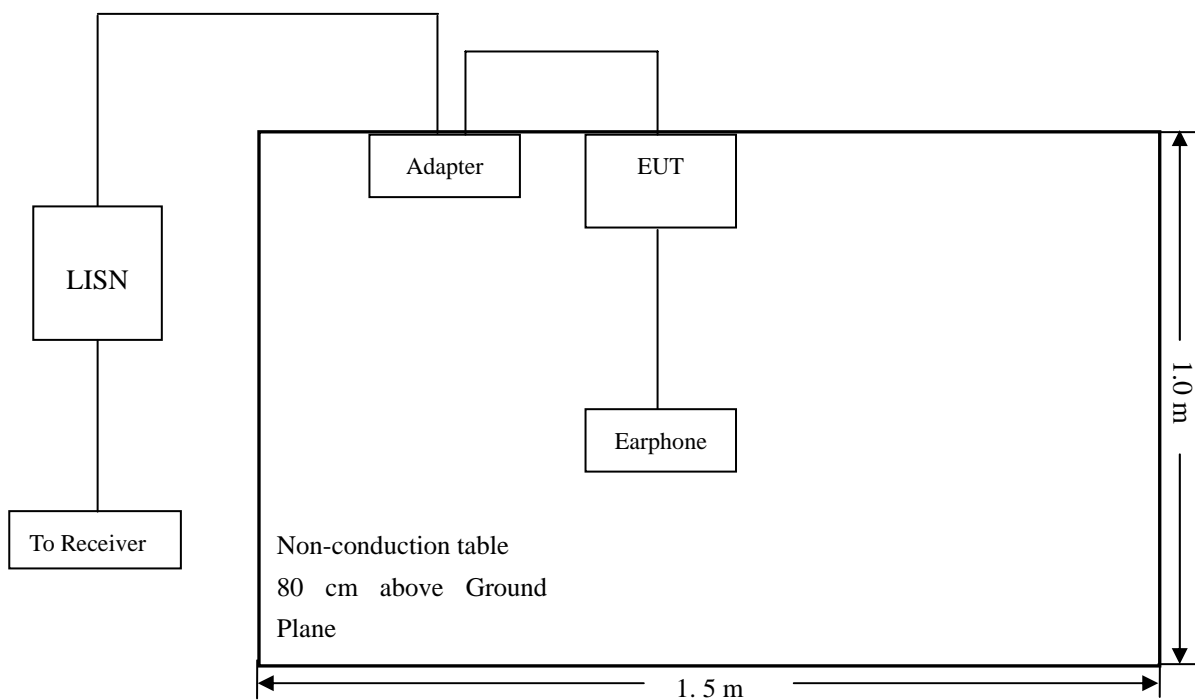 Adapter
EUT
LISN
Earphone
To Receiver
Non-conduction table
80 cm above Ground
Plane
1.0 m
1. 5 m